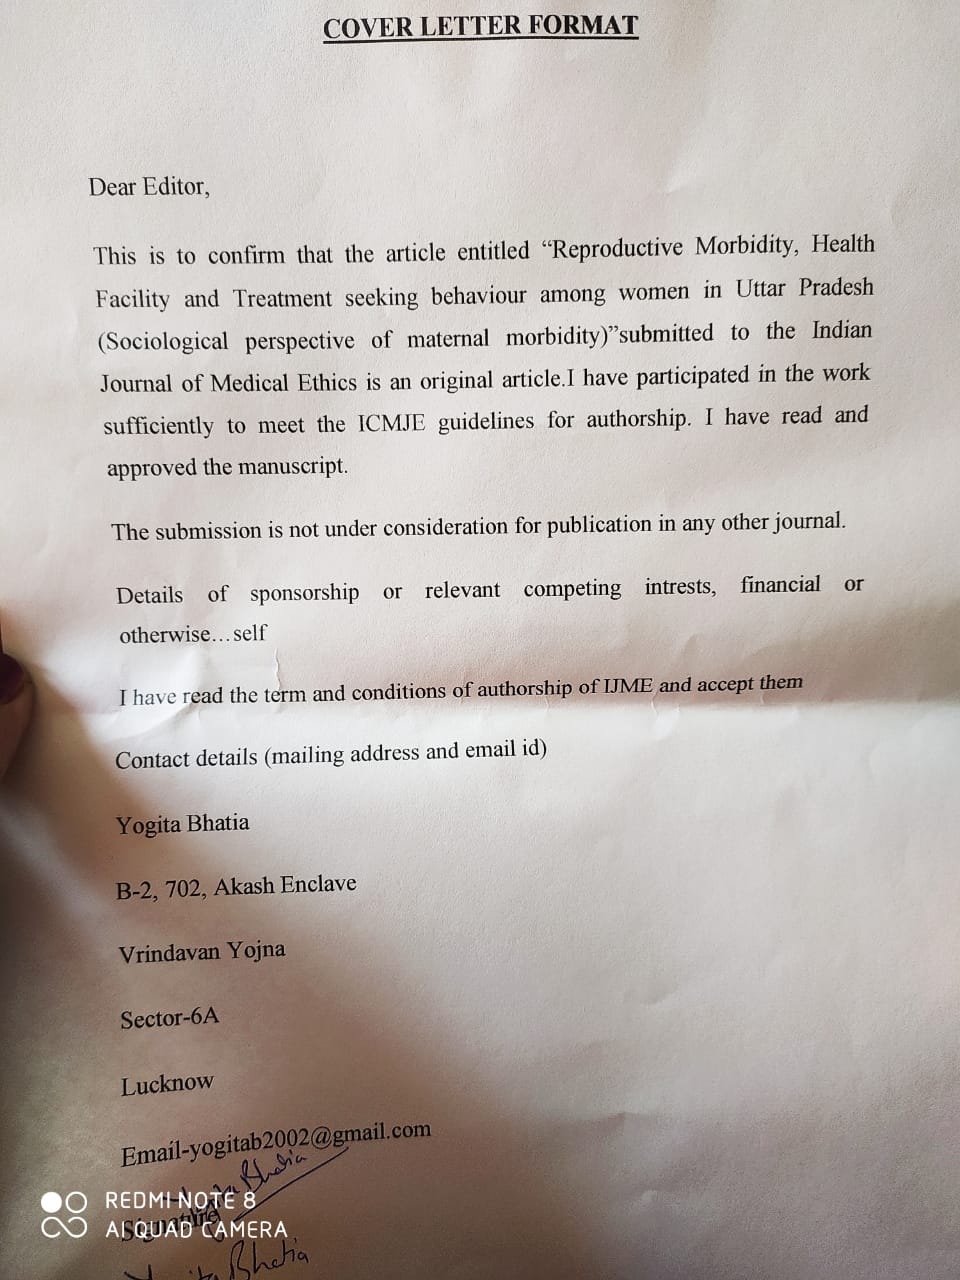 COVER LETTER FORMAT
Dear Editor,
This is to confirm that the article entitled “Reproductive Morbidity, Health
Facility and Treatment seeking behaviour among women in Uttar Pradesh
(Sociological perspective of maternal morbidity)”submitted to the Indian
Journal of Medical Ethics is an original article.I have participated in the work
sufficiently to meet the ICMJE guidelines for authorship. I have read and
approved the manuscript.
The submission is not under consideration for publication in any other journal.
Details of sponsorship or relevant competing intrests, financial or
otherwise...self
I have read the term and conditions of authorship of IJME and accept them
Contact details (mailing address and email id)
Yogita Bhatia
B-2, 702, Akash Enclave
Vrindavan Yojna
Sector-6A
Lucknow
Email-yogitab2002@gmail.com
Bhatia
REDMI NOTE 8
Signature
AI QUAD CAMERA
Bhatia